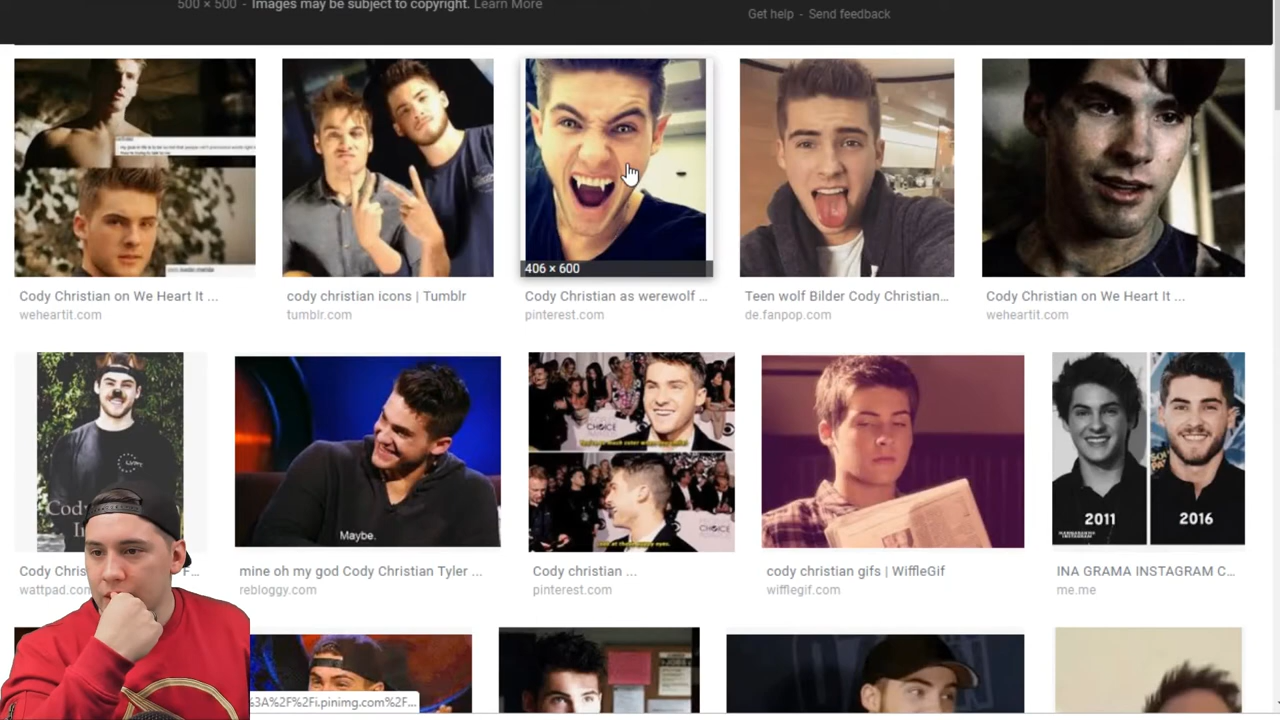 500 × 500 - Images may be subject to copyright. Learn More
Get help - Send feedback
406 × 600
Cody Christian on We Heart It ...
weheartit.com
cody christian icons | Tumblr
tumblr.com
Cody Christian as werewolf ...
pinterest.com
Teen wolf Bilder Cody Christian...
de.fanpop.com
Cody Christian on We Heart It ...
weheartit.com
Maybe.
CHOICE
CHOICE
2011
2016
Cody Chris
F...
wattpad.com
mine oh my god Cody Christian Tyler ...
rebloggy.com
Cody christian ...
pinterest.com
cody christian gifs | WiffleGif
wifflegif.com
INA GRAMA INSTAGRAM C...
me.me
%3A%2F%2Fi.pinimg.com%2F...